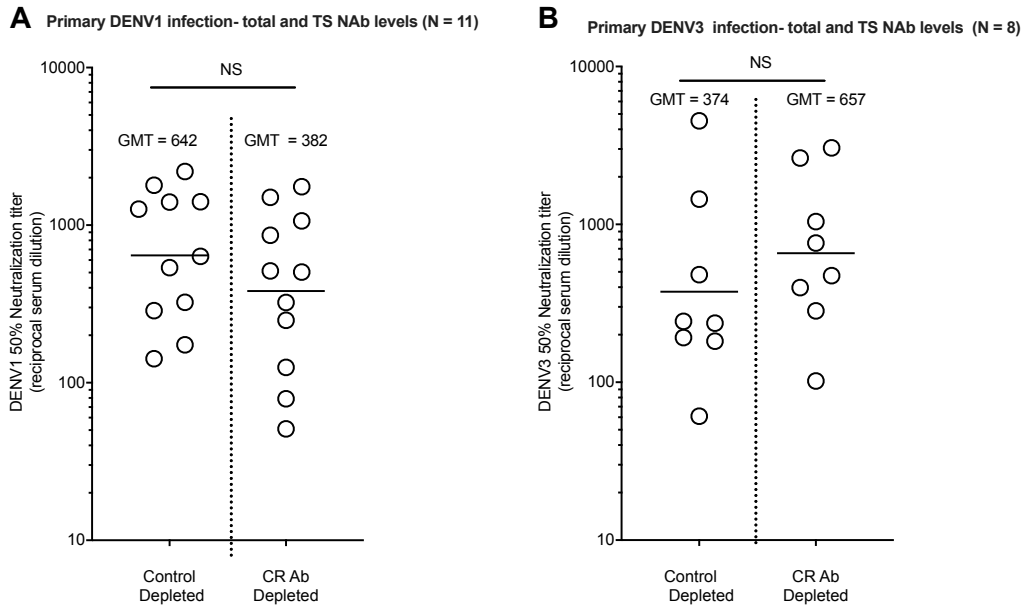 A Primary DENV1 infection- total and TS NAb levels (N = 11)
10000
1000
100
10
DENV1 50% Neutralization titer
(reciprocal serum dilution)
NS
GMT = 642
GMT = 382
Control
Depleted
CR Ab
Depleted
B Primary DENV3 infection- total and TS NAb levels (N = 8)
10000
1000
100
10
DENV3 50% Neutralization titer
(reciprocal serum dilution)
NS
GMT = 374
GMT = 657
Control
Depleted
CR Ab
Depleted